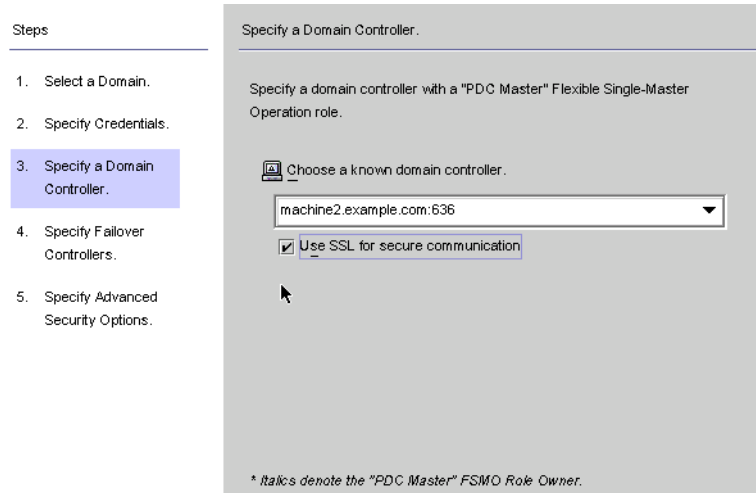 Steps
1. Select a Domain.
2. Specify Credentials.
3. Specify a Domain
Controller.
4. Specify Failover
Controllers.
5. Specify Advanced
Security Options.
Specify a Domain Controller.
Specify a domain controller with a "PDC Master" Flexible Single-Master
Operation role.
Choose a known domain controller.
machine2.example.com:636
Use SSL for secure communication
* Italics denote the "PDC Master" FSMO Role Owner.